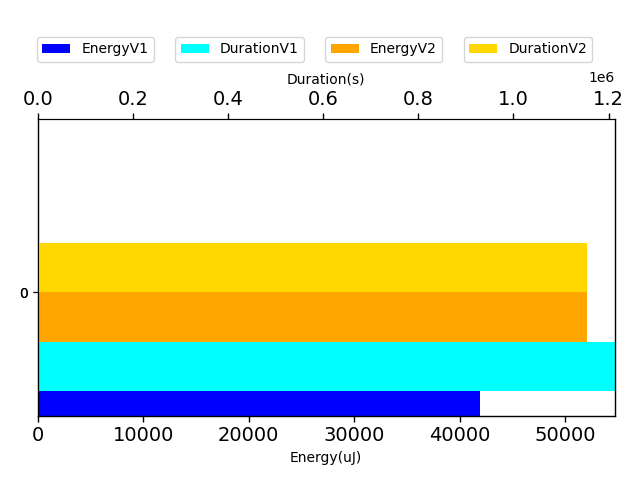 EnergyV1 DurationV1 EnergyV2 DurationV2
Duration(s)
1e6
0.0 0.2 0.4 0.6 0.8 1.0 1.2
0
0 10000 20000 30000 40000 50000
Energy(uJ)